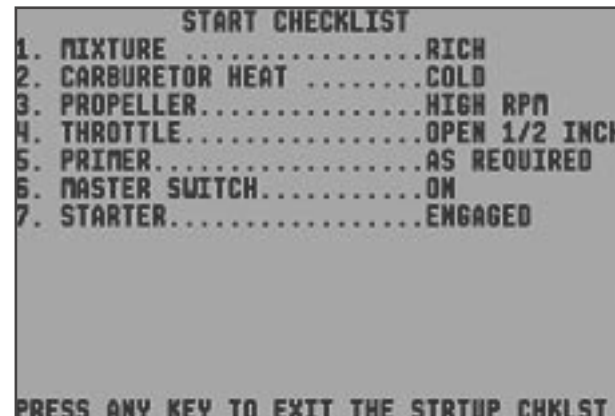 START CHECKLIST
1. MIXTURE ................RICH
2. CARBURETOR HEAT ........COLD
3. PROPELLER................HIGH RPM
4. THROTTLE.................OPEN 1/2 INCH
5. PRIMER...................AS REQUIRED
6. MASTER SWITCH............ON
7. STARTER..................ENGAGED
PRESS ANY KEY TO EXIT THE STRTUP CHKLST